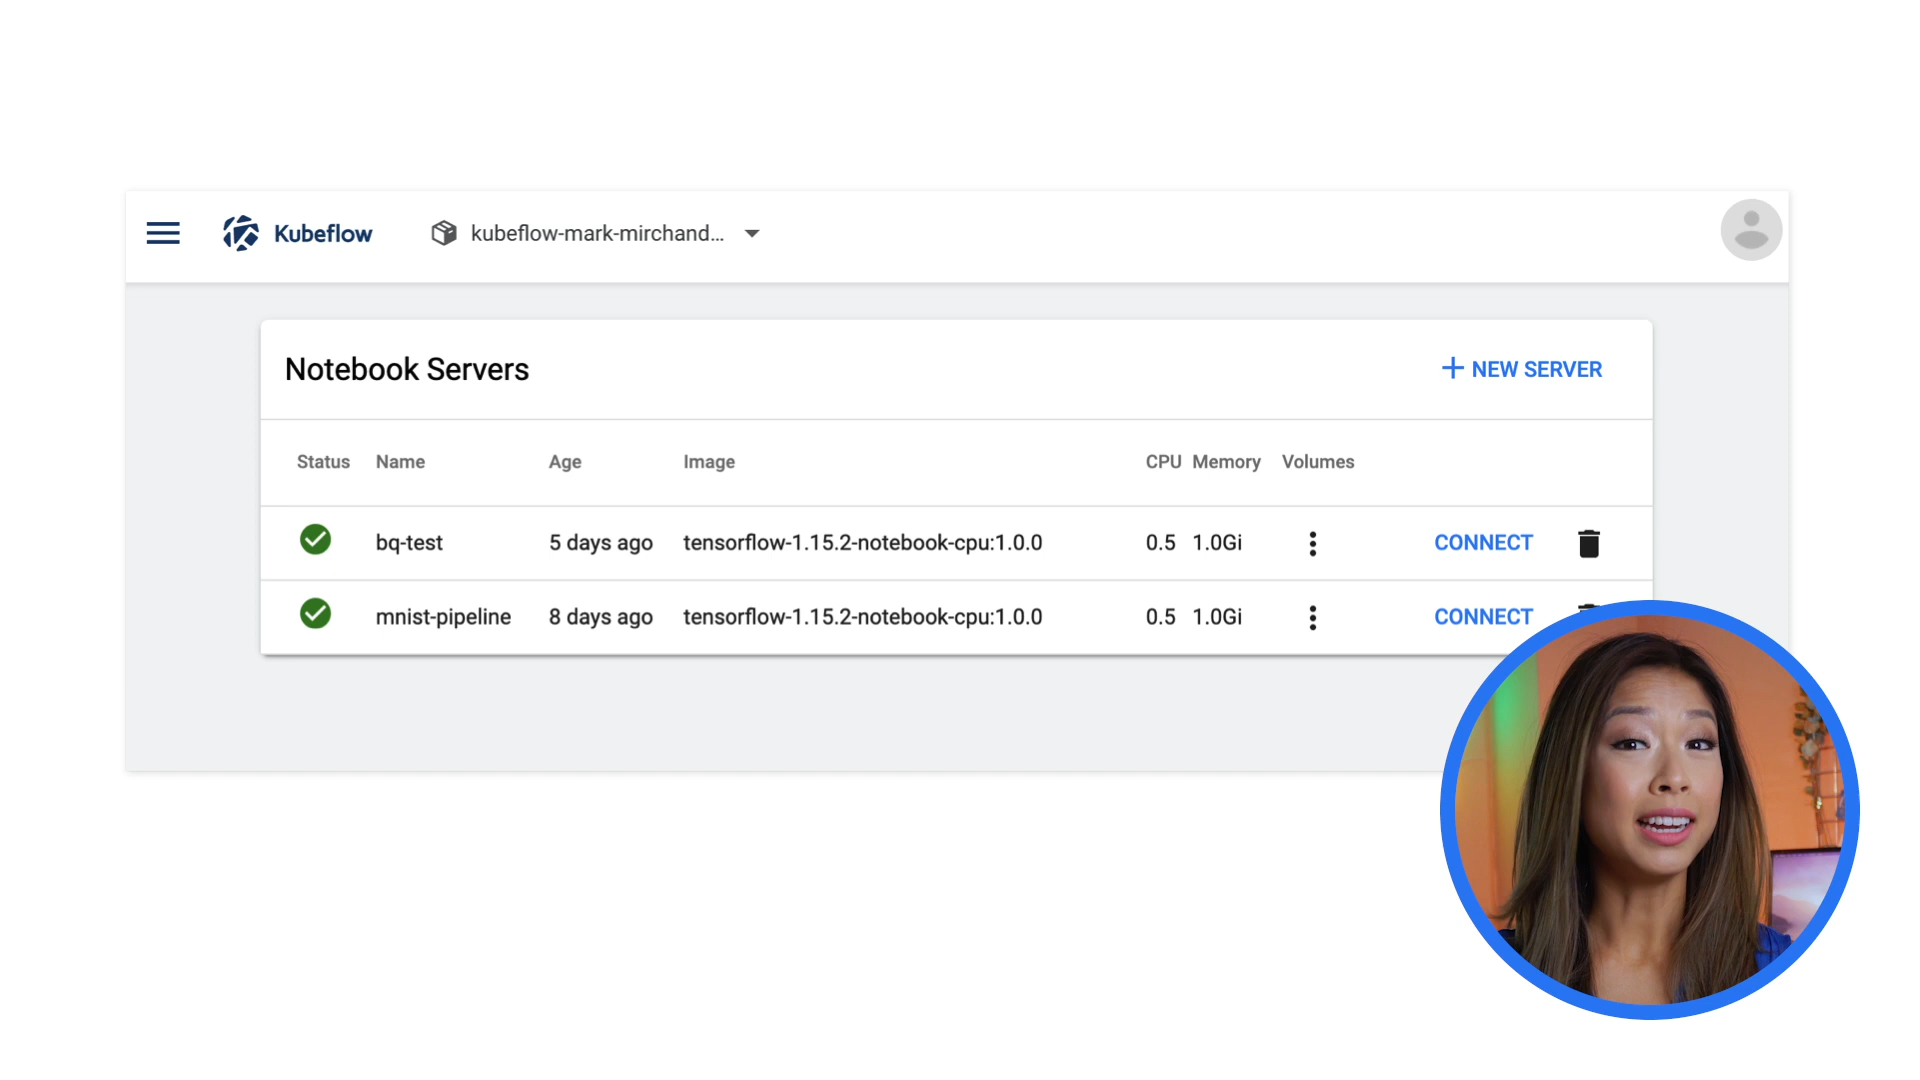 Kubeflow kubeflow-mark-mirchand...
Notebook Servers
+ NEW SERVER
Status Name Age Image CPU Memory Volumes
bq-test 5 days ago tensorflow-1.15.2-notebook-cpu:1.0.0 0.5 1.0Gi CONNECT
mnist-pipeline 8 days ago tensorflow-1.15.2-notebook-cpu:1.0.0 0.5 1.0Gi CONNECT